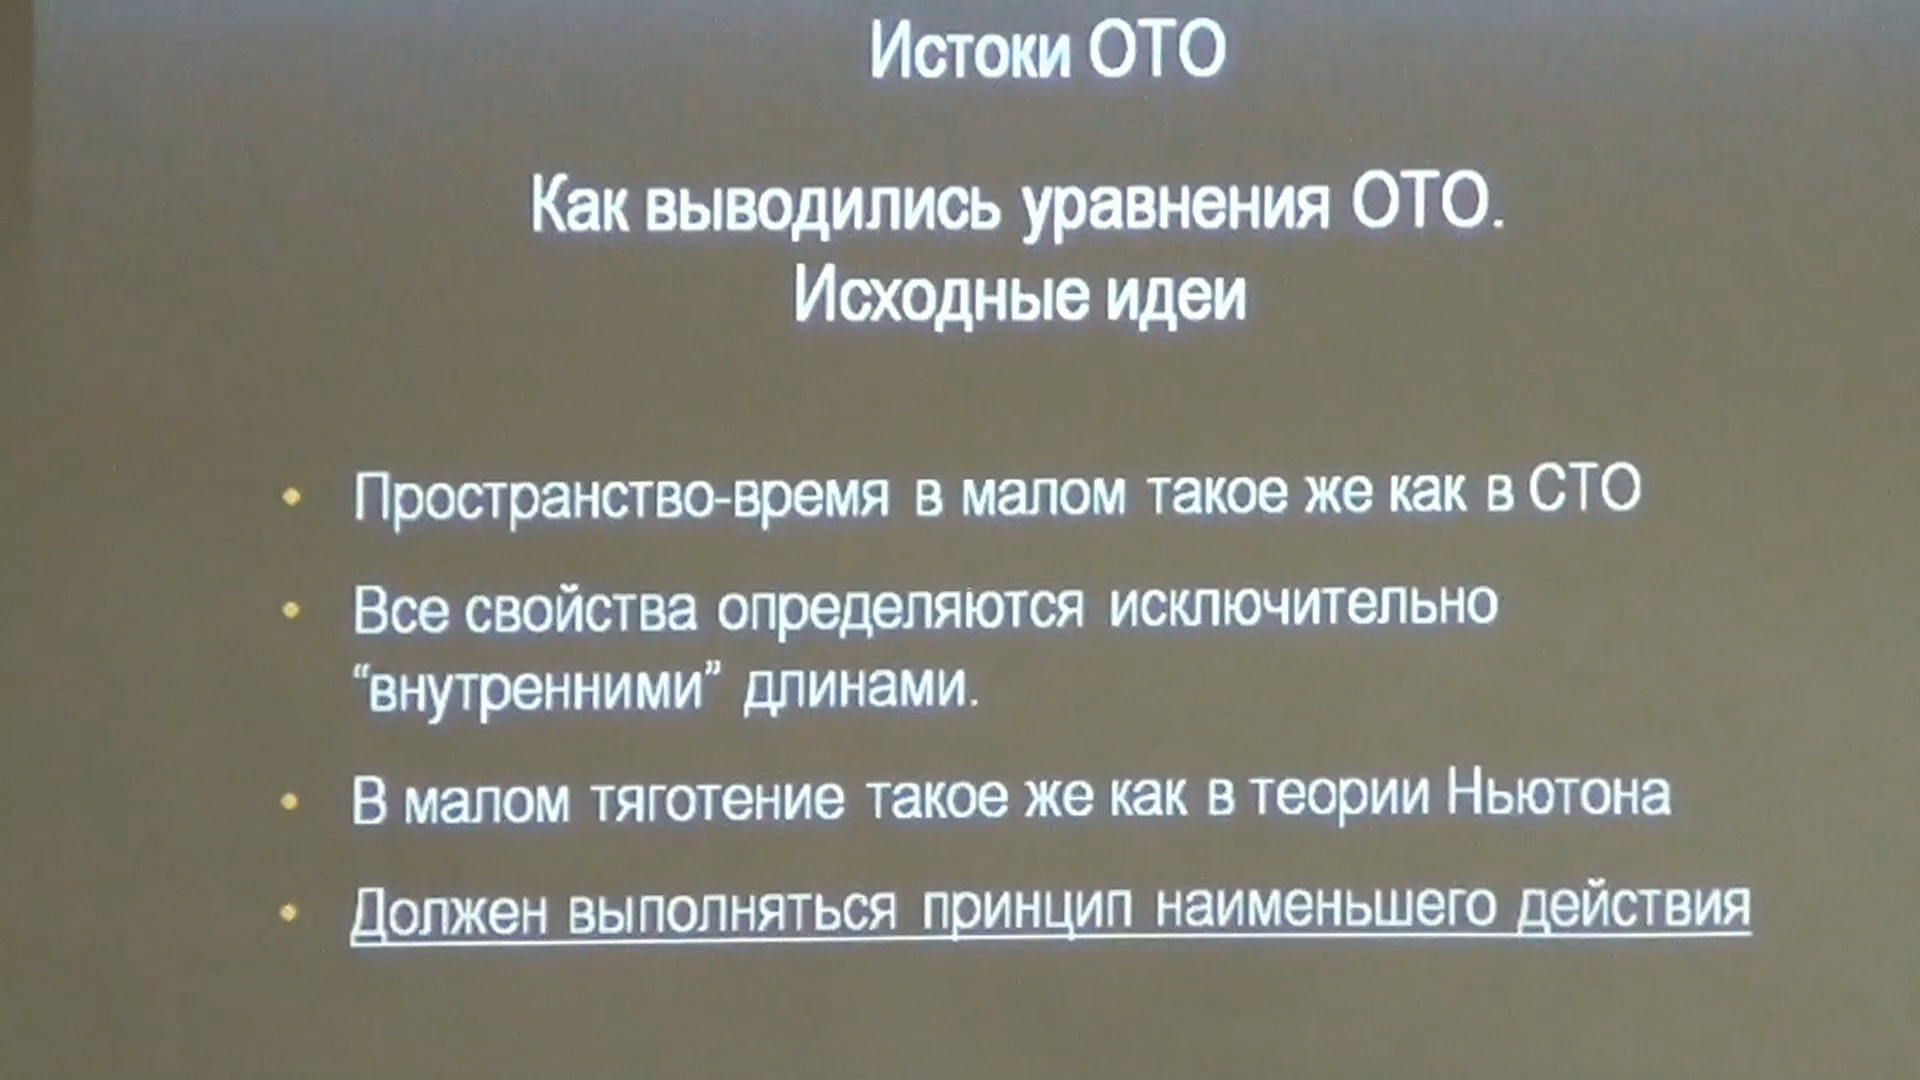 Истоки ОТО
Как выводились уравнения ОТО.
Исходные идеи
• Пространство-время в малом такое же как в СТО
• Все свойства определяются исключительно
“внутренними” длинами.
• В малом тяготение такое же как в теории Ньютона
• Должен выполняться принцип наименьшего действия